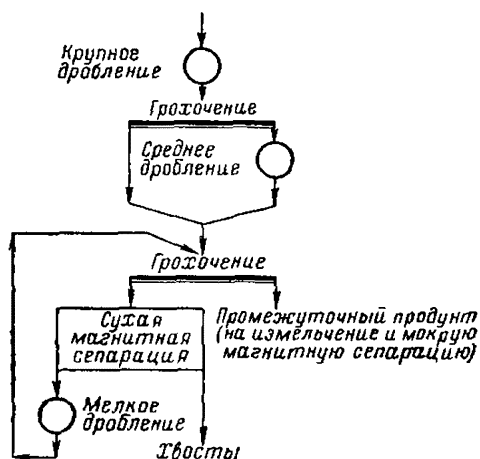 Крупное
дробление
Грохочение
Среднее
дробление
Грохочение
Сухая
магнитная
сепарация
Промежуточный продукт
(на измельчение и мокрую
магнитную сепарацию)
Мелкое
дробление
Хвосты